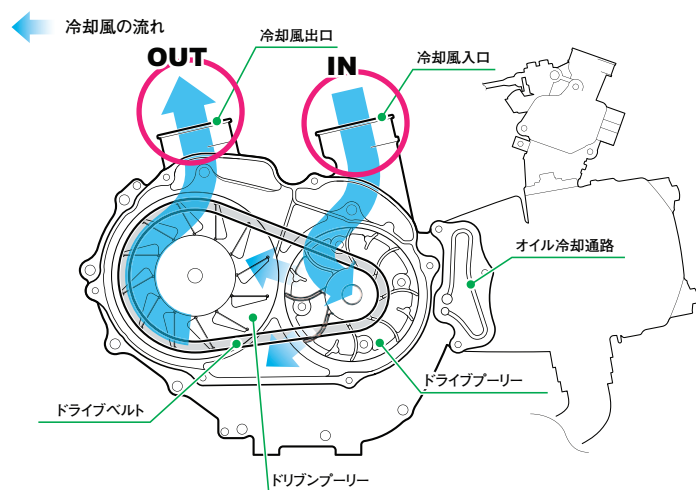 冷却風の流れ
冷却風出口
OUT
IN
冷却風入口
オイル冷却通路
ドライブプーリー
ドライブベルト
ドリブンプーリー